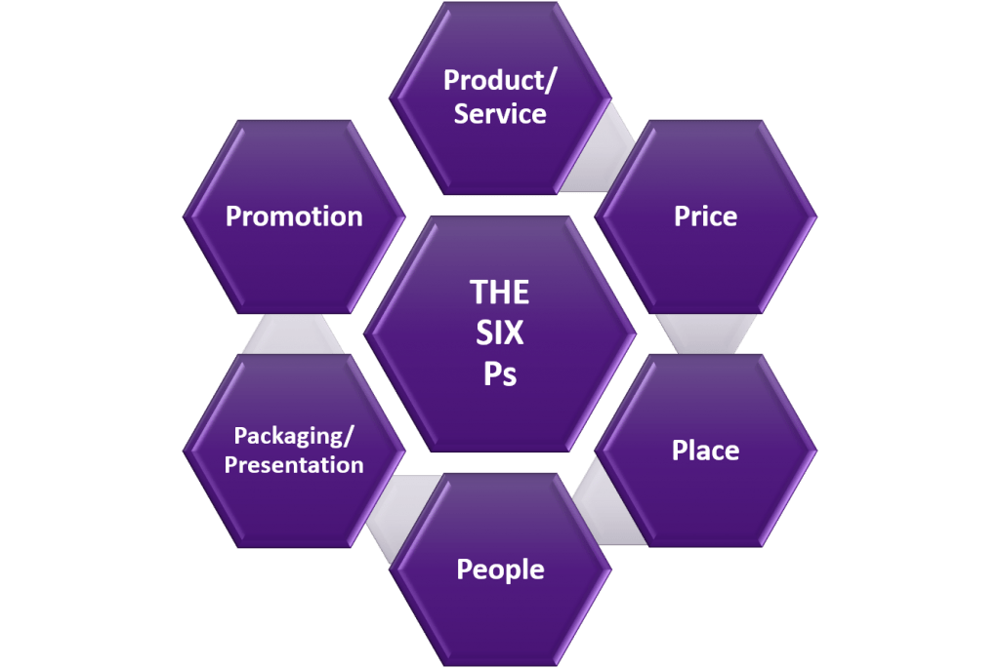 Product/
Service
Price
Place
People
Packaging/
Presentation
Promotion
THE
SIX
Ps